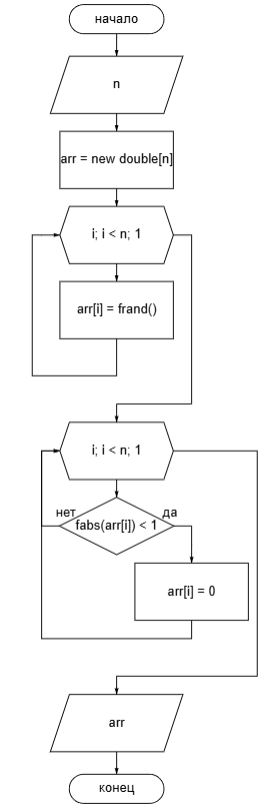 начало
n
arr = new double[n]
i; i < n; 1
arr[i] = frand()
i; i < n; 1
нет
fabs(arr[i]) < 1
да
arr[i] = 0
arr
конец